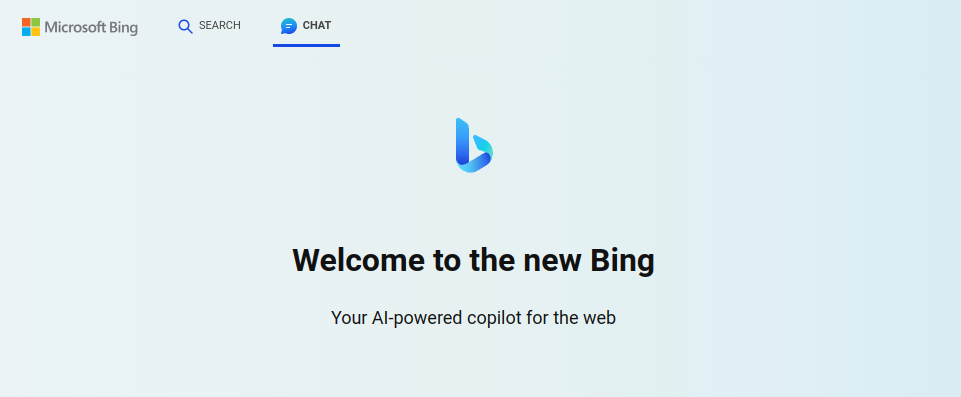 Microsoft Bing
SEARCH
CHAT
Welcome to the new Bing
Your AI-powered copilot for the web